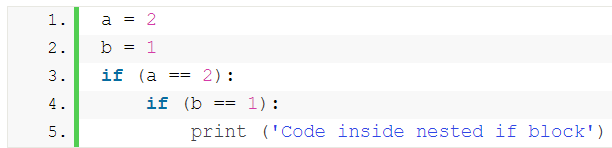 1. a = 2
2. b = 1
3. if (a == 2):
4.     if (b == 1):
5.         print ('Code inside nested if block')